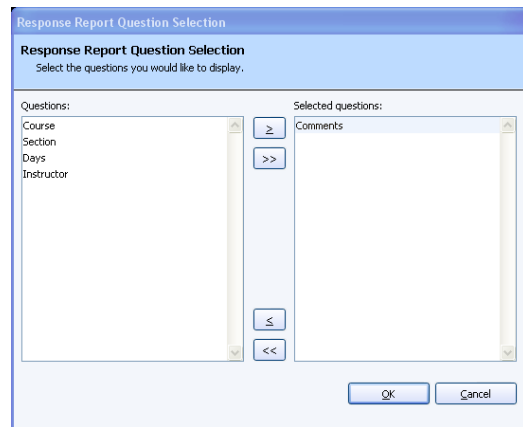 Response Report Question Selection
Response Report Question Selection
Select the questions you would like to display.
Questions:
Course
Section
Days
Instructor
>
>>
<
<<
Selected questions:
Comments
OK
Cancel